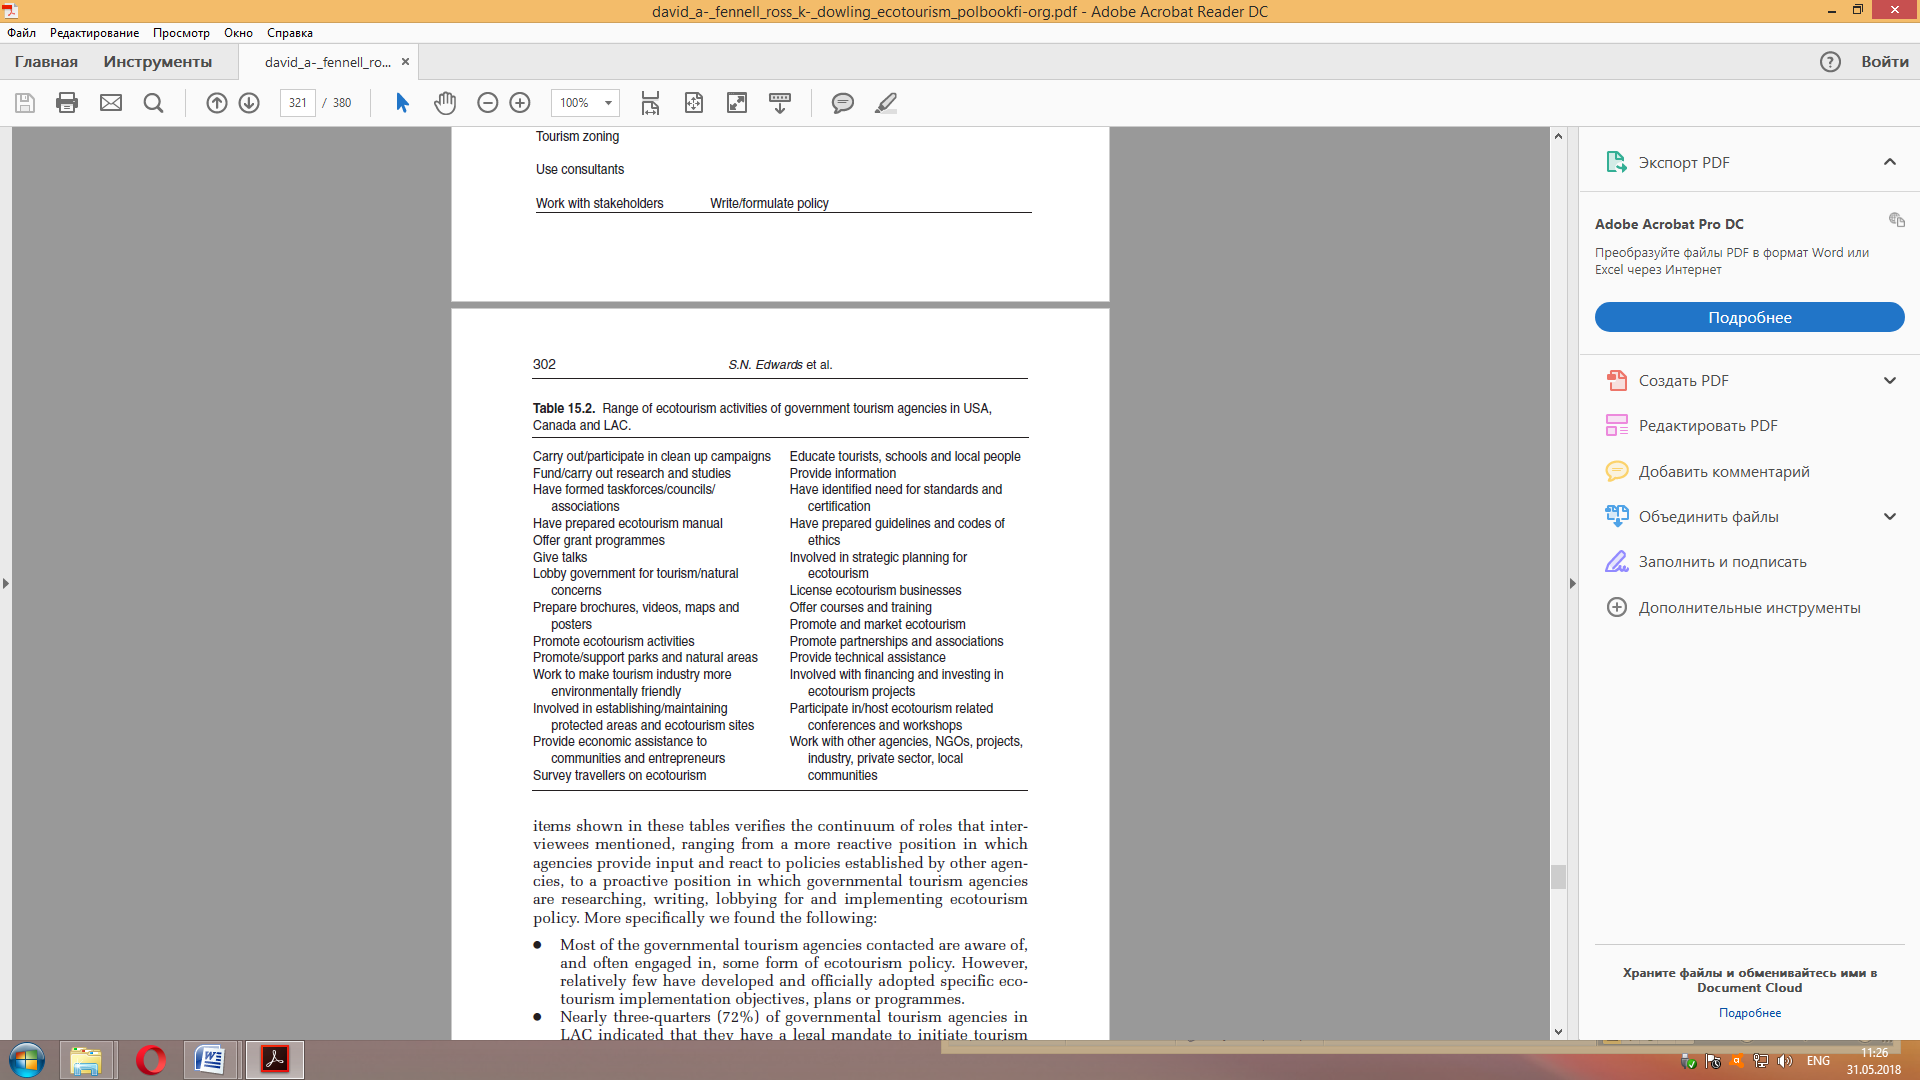 david_a-_fennell_ross_k-_dowling_ecotourism_polbookfi-org.pdf - Adobe Acrobat Reader DC
Файл Редактирование Просмотр Окно Справка
Главная Инструменты david_a-_fennell_ro... × ? Войти
321 / 380 100%
Tourism zoning
Use consultants
Work with stakeholders Write/formulate policy
302 S.N. Edwards et al.
Table 15.2. Range of ecotourism activities of government tourism agencies in USA,
Canada and LAC.
Carry out/participate in clean up campaigns
Fund/carry out research and studies
Have formed taskforces/councils/
associations
Have prepared ecotourism manual
Offer grant programmes
Give talks
Lobby government for tourism/natural
concerns
Prepare brochures, videos, maps and
posters
Promote ecotourism activities
Promote/support parks and natural areas
Work to make tourism industry more
environmentally friendly
Involved in establishing/maintaining
protected areas and ecotourism sites
Provide economic assistance to
communities and entrepreneurs
Survey travellers on ecotourism
Educate tourists, schools and local people
Provide information
Have identified need for standards and
certification
Have prepared guidelines and codes of
ethics
Involved in strategic planning for
ecotourism
License ecotourism businesses
Offer courses and training
Promote and market ecotourism
Promote partnerships and associations
Provide technical assistance
Involved with financing and investing in
ecotourism projects
Participate in/host ecotourism related
conferences and workshops
Work with other agencies, NGOs, projects,
industry, private sector, local
communities
items shown in these tables verifies the continuum of roles that inter-
viewees mentioned, ranging from a more reactive position in which
agencies provide input and react to policies established by other agen-
cies, to a proactive position in which governmental tourism agencies
are researching, writing, lobbying for and implementing ecotourism
policy. More specifically we found the following:
● Most of the governmental tourism agencies contacted are aware of,
and often engaged in, some form of ecotourism policy. However,
relatively few have developed and officially adopted specific eco-
tourism implementation objectives, plans or programmes.
● Nearly three-quarters (72%) of governmental tourism agencies in
LAC indicated that they have a legal mandate to initiate tourism
Экспорт PDF
Adobe Acrobat Pro DC
Преобразуйте файлы PDF в формат Word или
Excel через Интернет
Подробнее
Создать PDF
Редактировать PDF
Добавить комментарий
Объединить файлы
Заполнить и подписать
Дополнительные инструменты
Храните файлы и обменивайтесь ими в
Document Cloud
Подробнее
ENG
11:26
31.05.2018